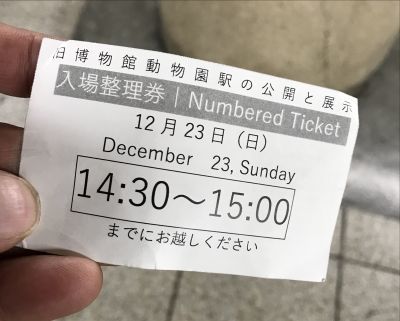 旧博物館動物園駅の公開と展示
入場整理券 | Numbered Ticket
12月23日（日）
December 23, Sunday
14:30～15:00
までにお越しください